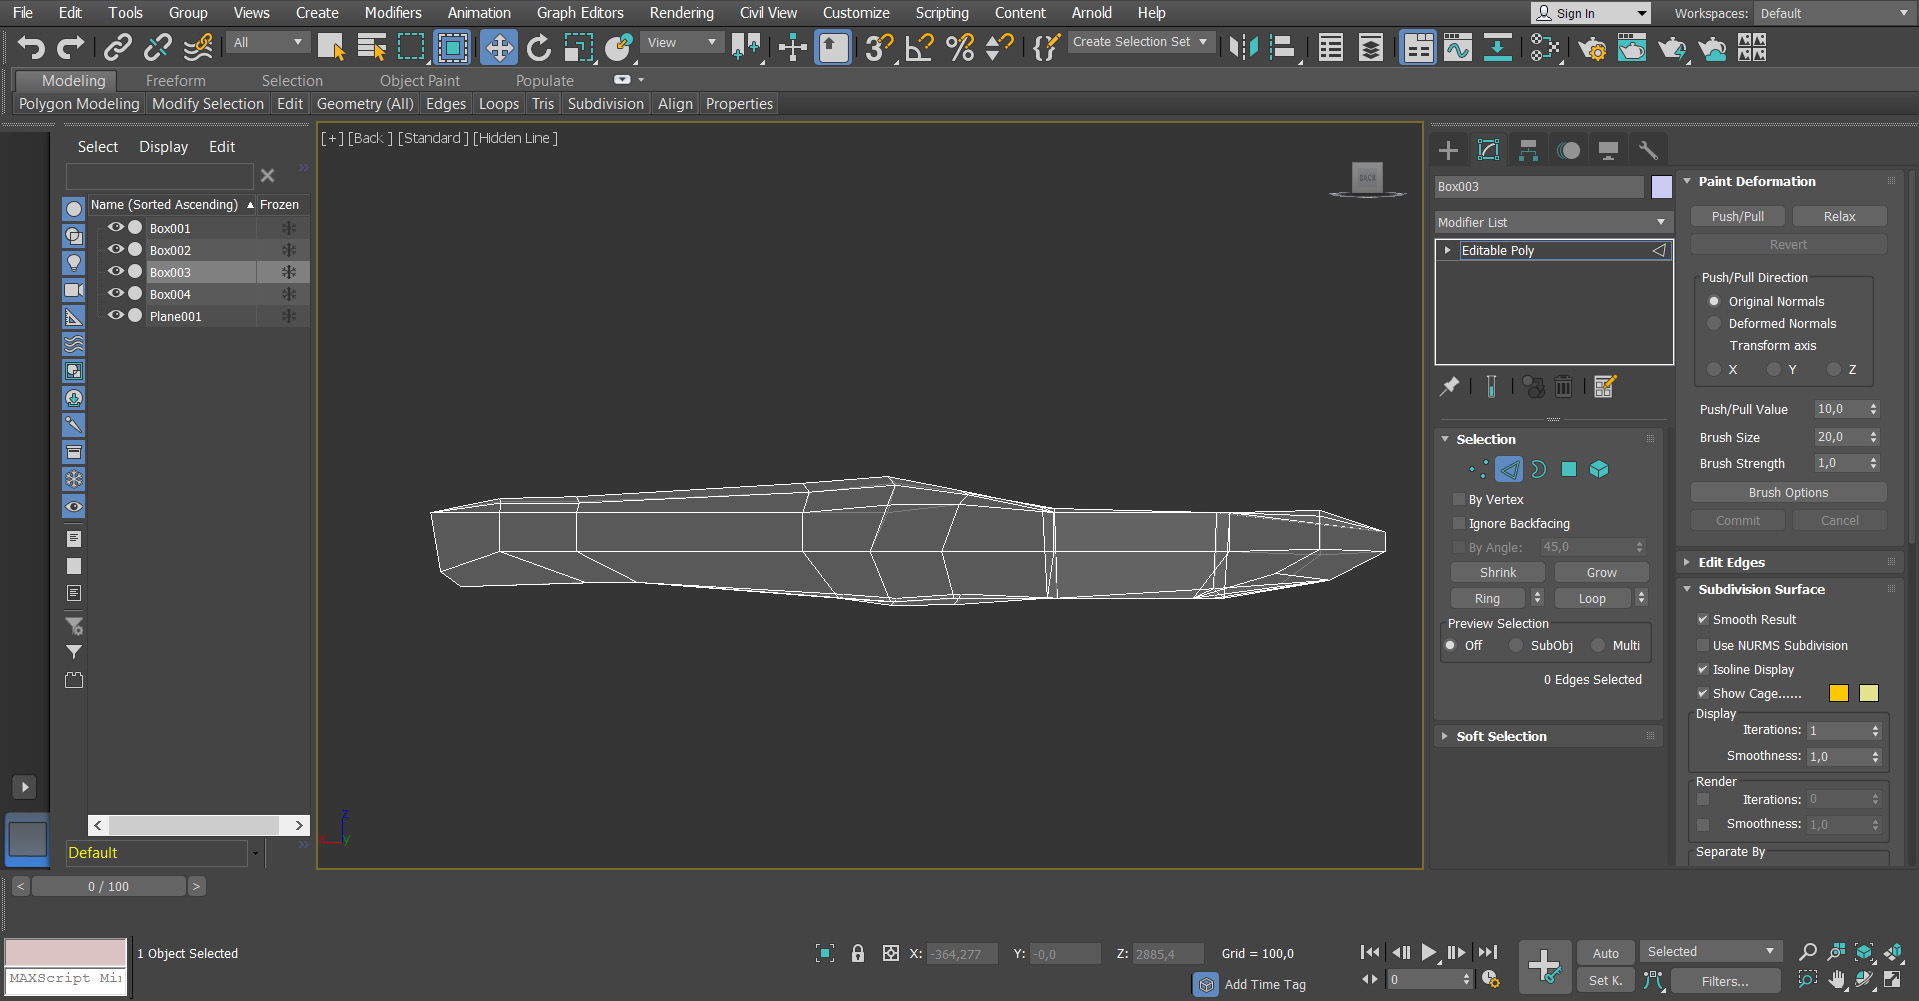 File Edit Tools Group Views Create Modifiers Animation Graph Editors Rendering Civil View Customize Scripting Content Arnold Help Sign In Workspaces: Default
All View Create Selection Set
Modeling Freeform Selection Object Paint Populate
Polygon Modeling Modify Selection Edit Geometry (All) Edges Loops Tris Subdivision Align Properties
Select Display Edit
Name (Sorted Ascending) Frozen
Box001
Box002
Box003
Box004
Plane001
Default
[+] [Back ] [Standard ] [Hidden Line ]
BACK
z
x
y
Box003
Modifier List
Editable Poly
Selection
By Vertex
Ignore Backfacing
By Angle: 45,0
Shrink Grow
Ring Loop
Preview Selection
Off SubObj Multi
0 Edges Selected
Soft Selection
Paint Deformation
Push/Pull Relax
Revert
Push/Pull Direction
Original Normals
Deformed Normals
Transform axis
X Y Z
Push/Pull Value 10,0
Brush Size 20,0
Brush Strength 1,0
Brush Options
Commit Cancel
Edit Edges
Subdivision Surface
Smooth Result
Use NURMS Subdivision
Isoline Display
Show Cage......
Display
Iterations: 1
Smoothness: 1,0
Render
Iterations: 0
Smoothness: 1,0
Separate By
< 0 / 100 >
1 Object Selected X: -364,277 Y: -0,0 Z: 2885,4 Grid = 100,0 Auto Selected
MAXScript Mi Add Time Tag 0 Set K. Filters...